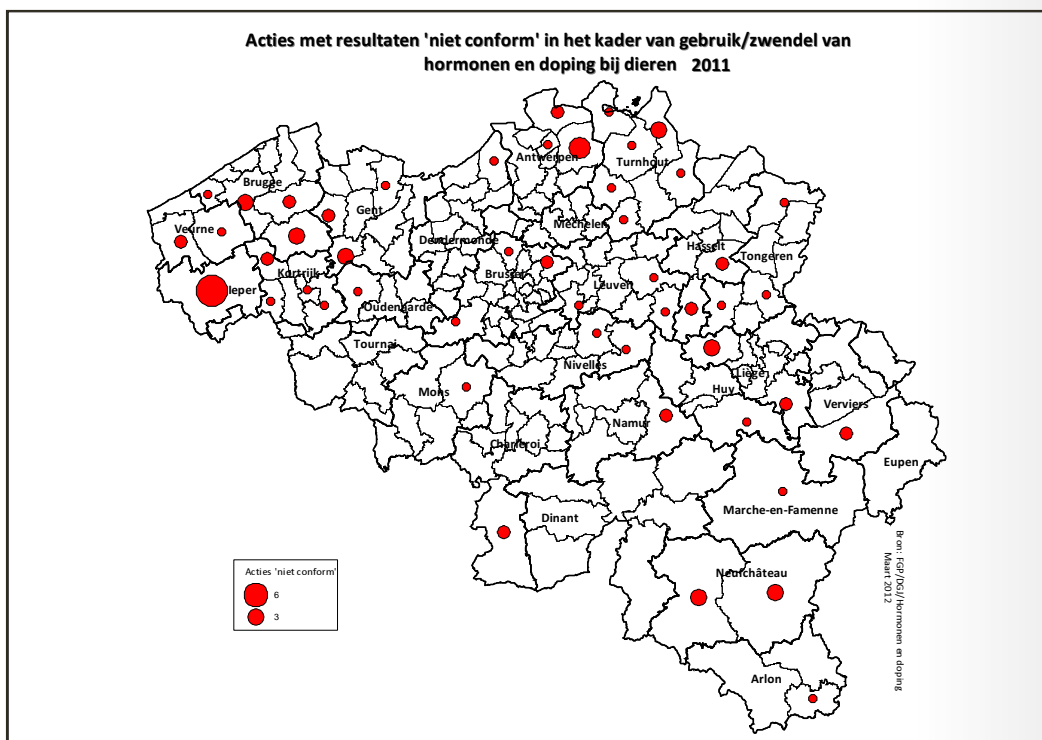 Acties met resultaten 'niet conform' in het kader van gebruik/zwendel van
hormonen en doping bij dieren 2011
Antwerpen
Turnhout
Brugge
Gent
Mechelen
Veurne
Dendermonde
Hasselt
Tongeren
Brussel
Kortrijk
Leuven
Ieper
Oudenaarde
Tournai
Nivelles
Liège
Huy
Mons
Verviers
Namur
Charleroi
Eupen
Marche-en-Famenne
Dinant
Neufchâteau
Arlon
Acties 'niet conform'
6
3
Bron: FGP/DGJ/Hormonen en doping
Maart 2012